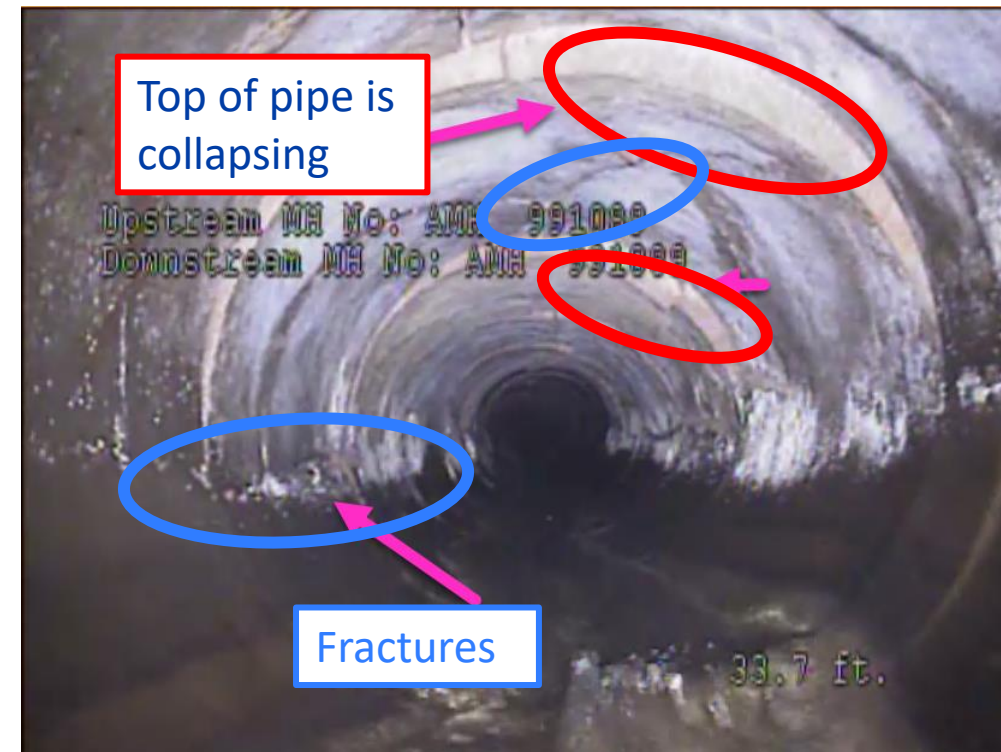 Top of pipe is
collapsing
Upstream MH No: AMH 991088
Downstream MH No: AMH 991089
Fractures
33.7 ft.